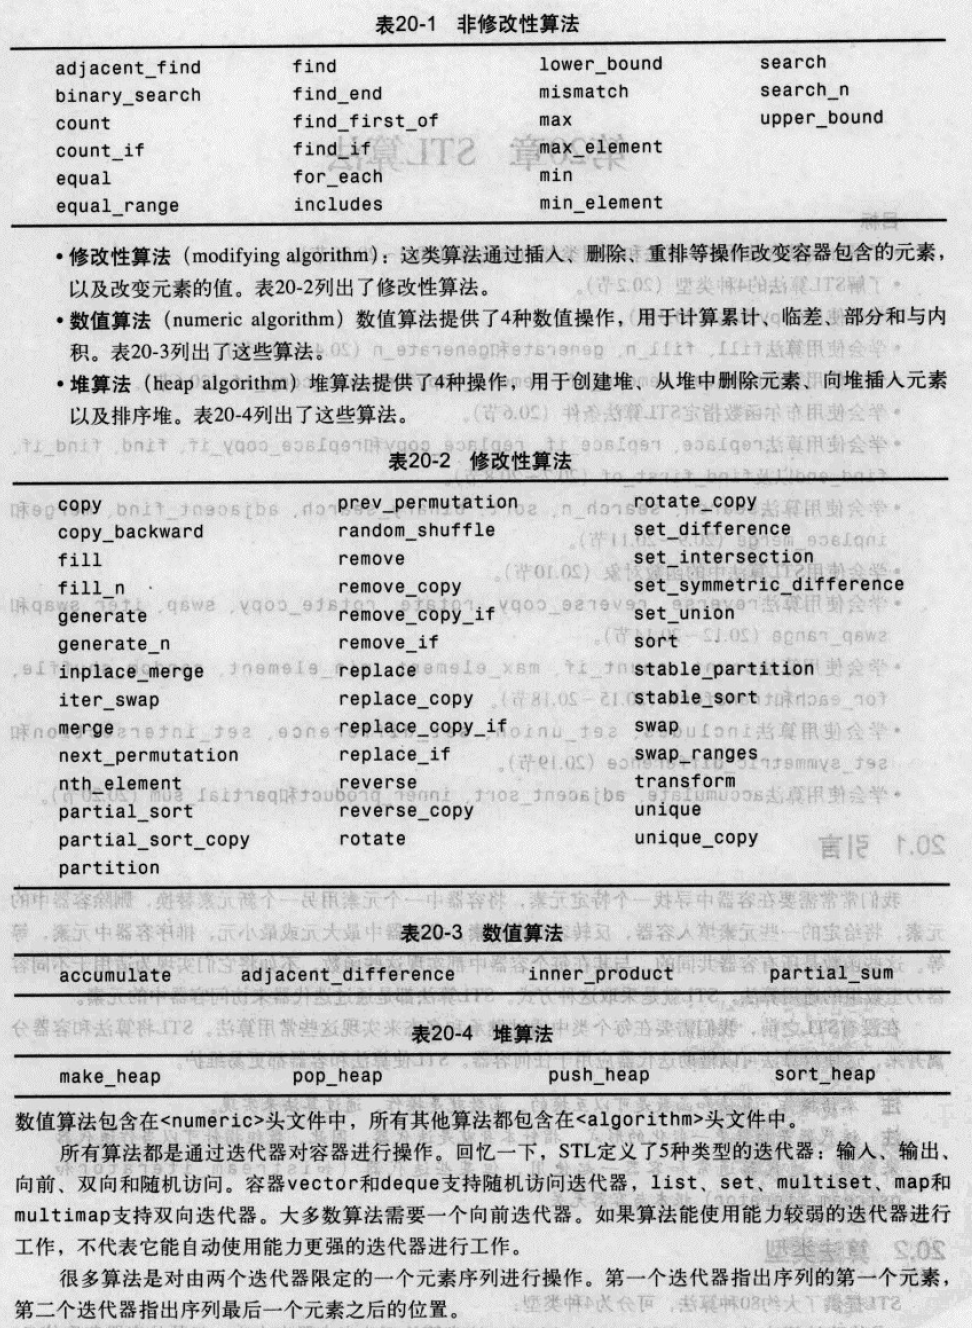 表20-1 非修改性算法
adjacent_find find lower_bound search
binary_search find_end mismatch search_n
count find_first_of max upper_bound
count_if find_if max_element
equal for_each min
equal_range includes min_element
• 修改性算法（modifying algorithm）：这类算法通过插入、删除、重排等操作改变容器包含的元素，
以及改变元素的值。表20-2列出了修改性算法。
• 数值算法（numeric algorithm）数值算法提供了4种数值操作，用于计算累计、临差、部分和与内
积。表20-3列出了这些算法。
• 堆算法（heap algorithm）堆算法提供了4种操作，用于创建堆、从堆中删除元素、向堆插入元素
以及排序堆。表20-4列出了这些算法。
表20-2 修改性算法
copy prev_permutation rotate_copy
copy_backward random_shuffle set_difference
fill remove set_intersection
fill_n remove_copy set_symmetric_difference
generate remove_copy_if set_union
generate_n remove_if sort
inplace_merge replace stable_partition
iter_swap replace_copy stable_sort
merge replace_copy_if swap
next_permutation replace_if swap_ranges
nth_element reverse transform
partial_sort reverse_copy unique
partial_sort_copy rotate unique_copy
partition
表20-3 数值算法
accumulate adjacent_difference inner_product partial_sum
表20-4 堆算法
make_heap pop_heap push_heap sort_heap
数值算法包含在<numeric>头文件中，所有其他算法都包含在<algorithm>头文件中。
所有算法都是通过迭代器对容器进行操作。回忆一下，STL定义了5种类型的迭代器：输入、输出、
向前、双向和随机访问。容器vector和deque支持随机访问迭代器，list、set、multiset、map和
multimap支持双向迭代器。大多数算法需要一个向前迭代器。如果算法能使用能力较弱的迭代器进行
工作，不代表它能自动使用能力更强的迭代器进行工作。
很多算法是对由两个迭代器限定的一个元素序列进行操作。第一个迭代器指出序列的第一个元素，
第二个迭代器指出序列最后一个元素之后的位置。